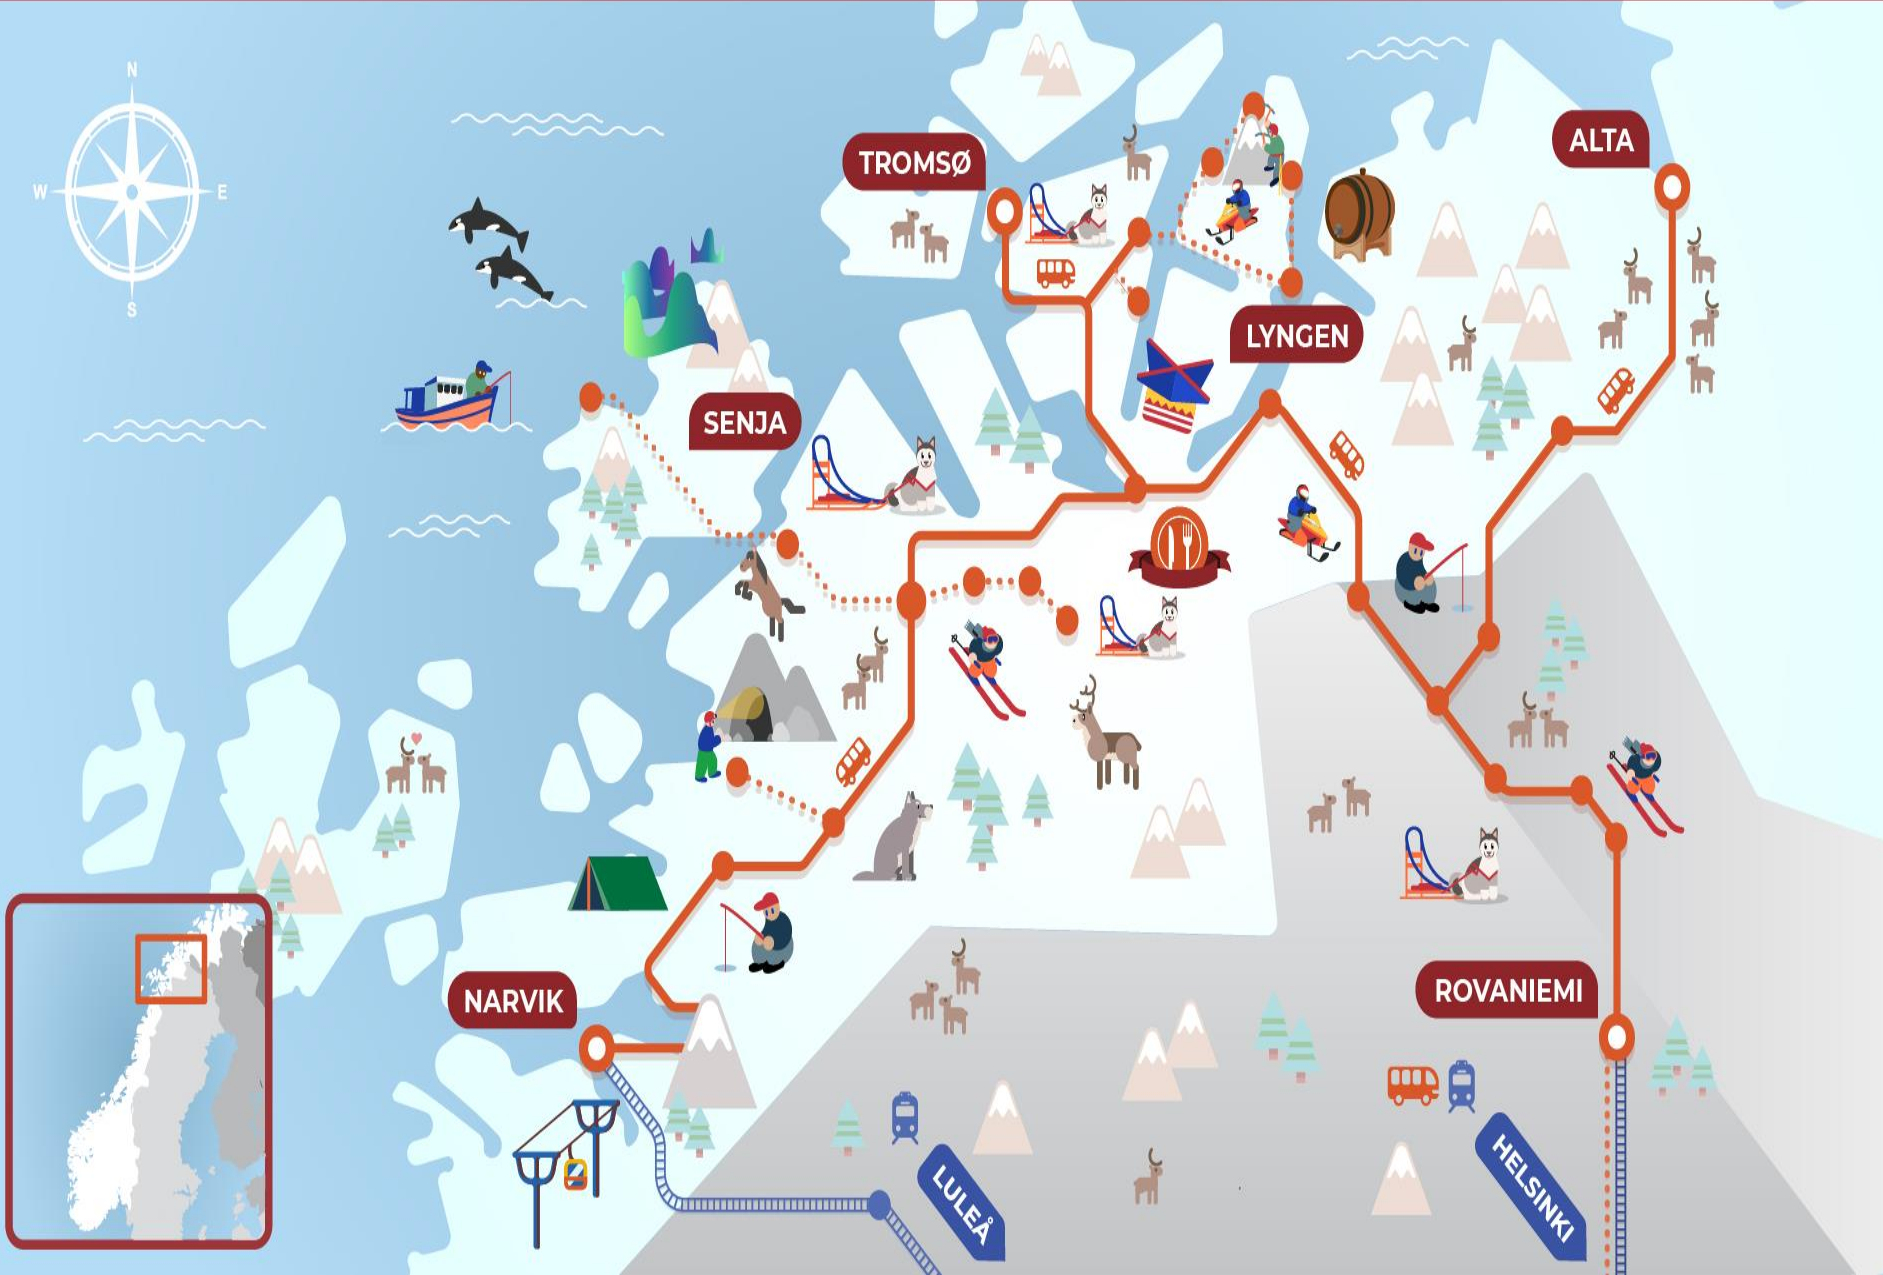 N
W
E
S
TROMSØ
ALTA
LYNGEN
SENJA
NARVIK
ROVANIEMI
LULEÅ
HELSINKI